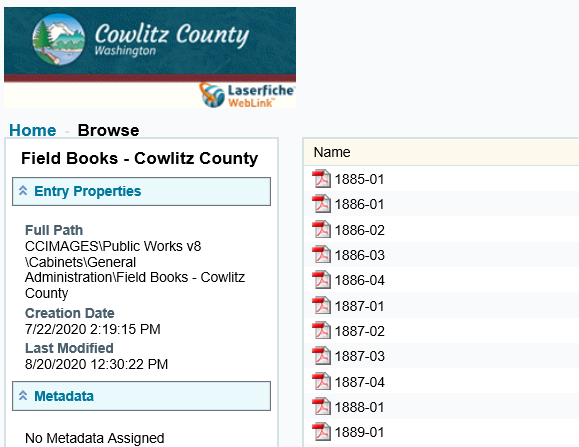 Cowlitz County
Washington
Laserfiche
WebLink™
Home - Browse
Field Books - Cowlitz County
Entry Properties
Full Path
CCIMAGES\Public Works v8
\Cabinets\General
Administration\Field Books - Cowlitz
County
Creation Date
7/22/2020 2:19:15 PM
Last Modified
8/20/2020 12:30:22 PM
Metadata
No Metadata Assigned
Name
1885-01
1886-01
1886-02
1886-03
1886-04
1887-01
1887-02
1887-03
1887-04
1888-01
1889-01